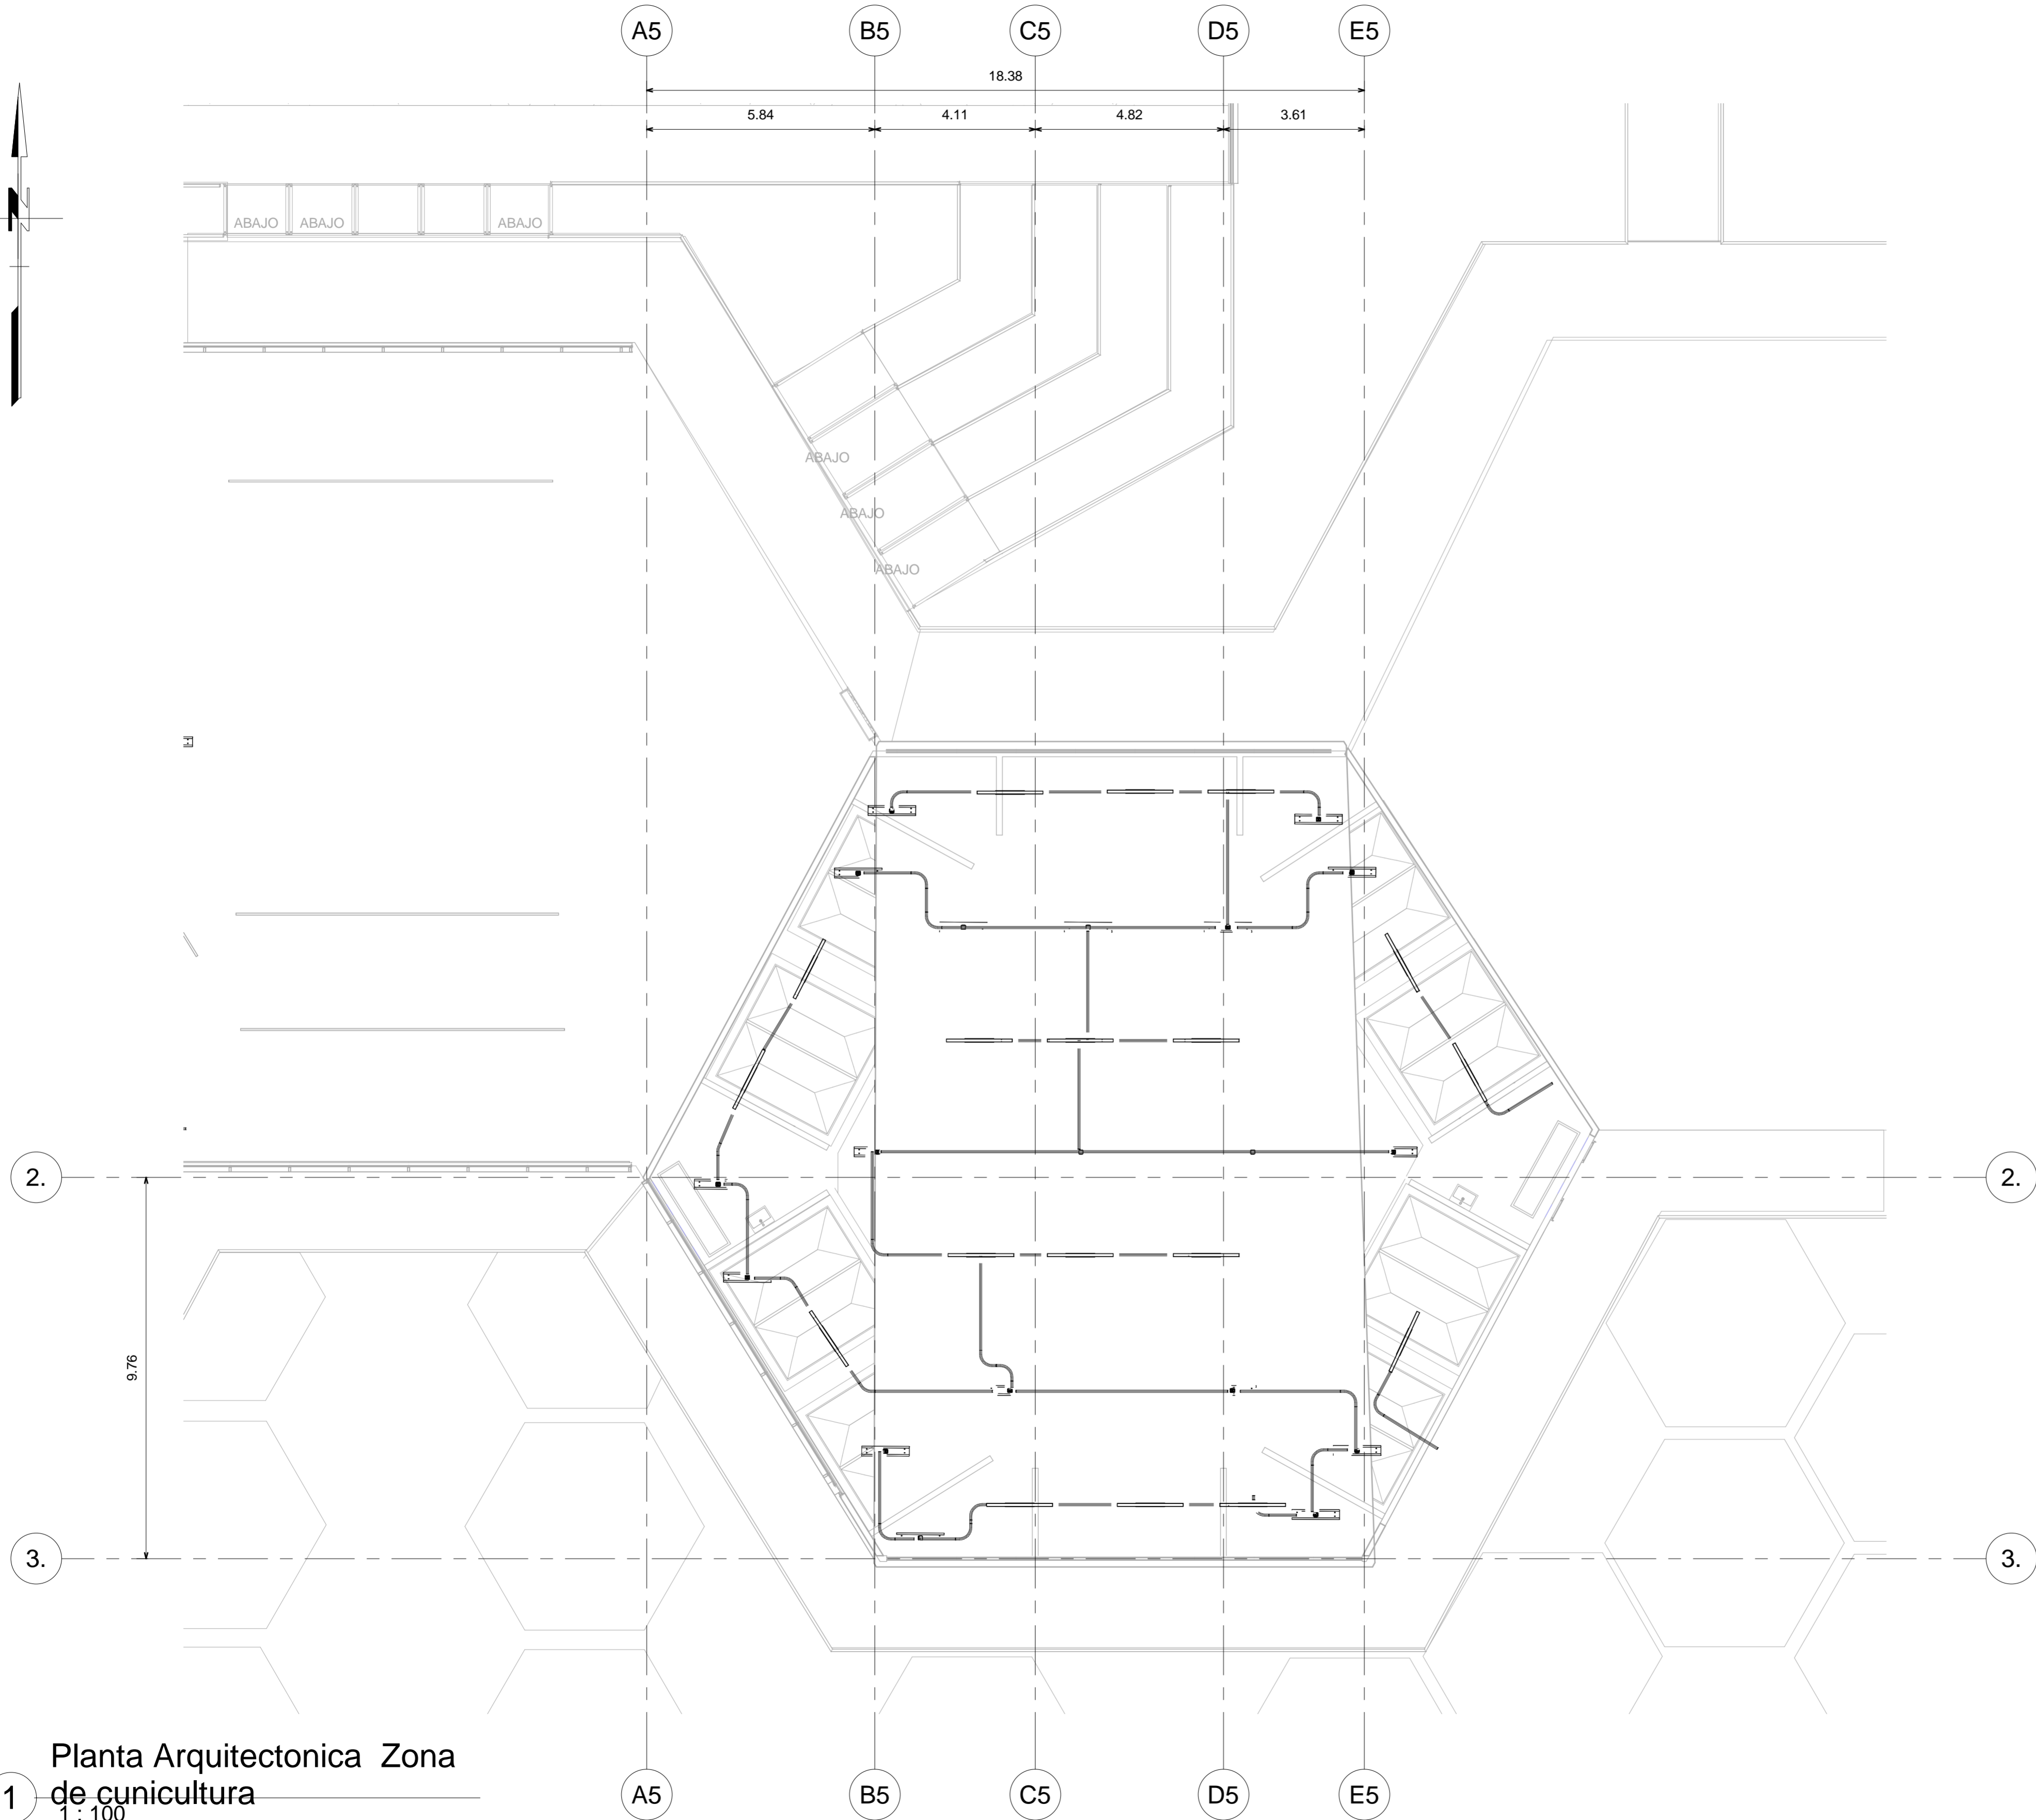 A5 B5 C5 D5 E5
18.38
5.84 4.11 4.82 3.61
N
ABAJO ABAJO ABAJO
ABAJO
ABAJO
ABAJO
2. 2.
9.76
3. 3.
Planta Arquitectonica Zona
de cunicultura
1
1 : 100
A5 B5 C5 D5 E5